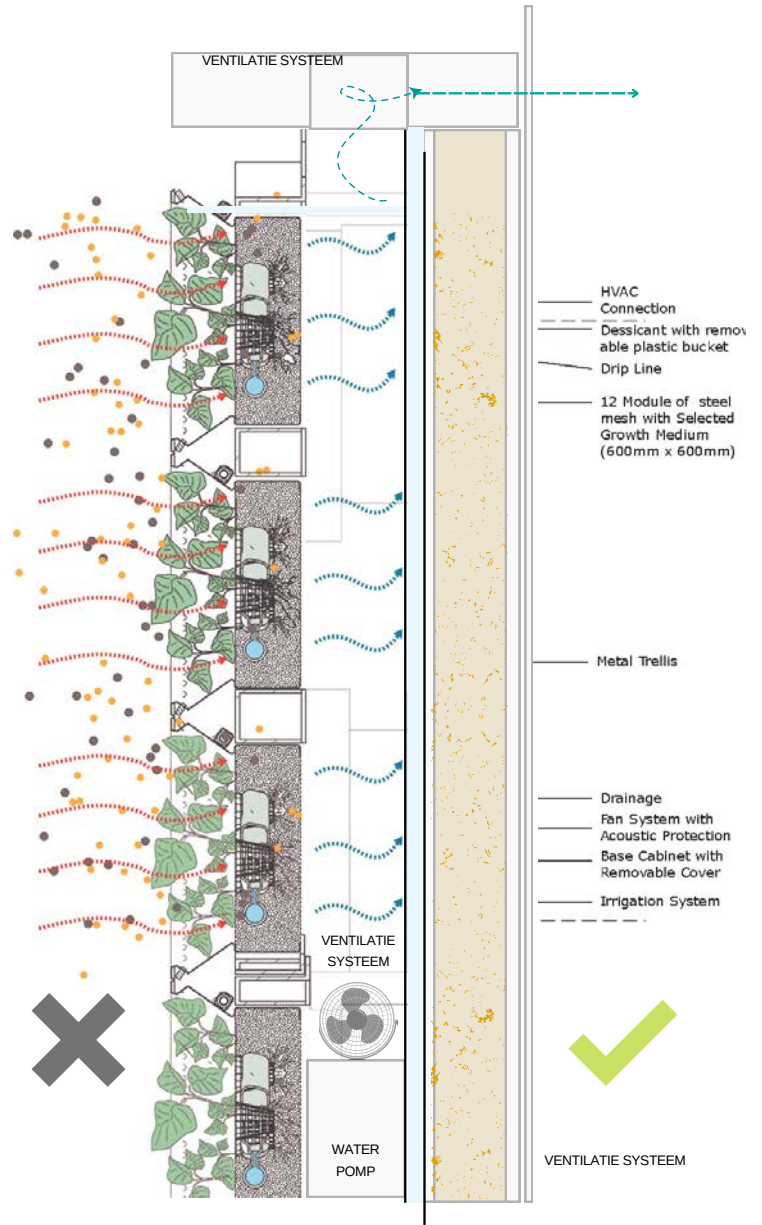 VENTILATIE SYSTEEM
HVAC
Connection
Dessicant with remov
able plastic bucket
Drip Line
12 Module of steel
mesh with Selected
Growth Medium
(600mm x 600mm)
Metal Trellis
Drainage
Fan System with
Acoustic Protection
Base Cabinet with
Removable Cover
Irrigation System
VENTILATIE
SYSTEEM
WATER
POMP
VENTILATIE SYSTEEM